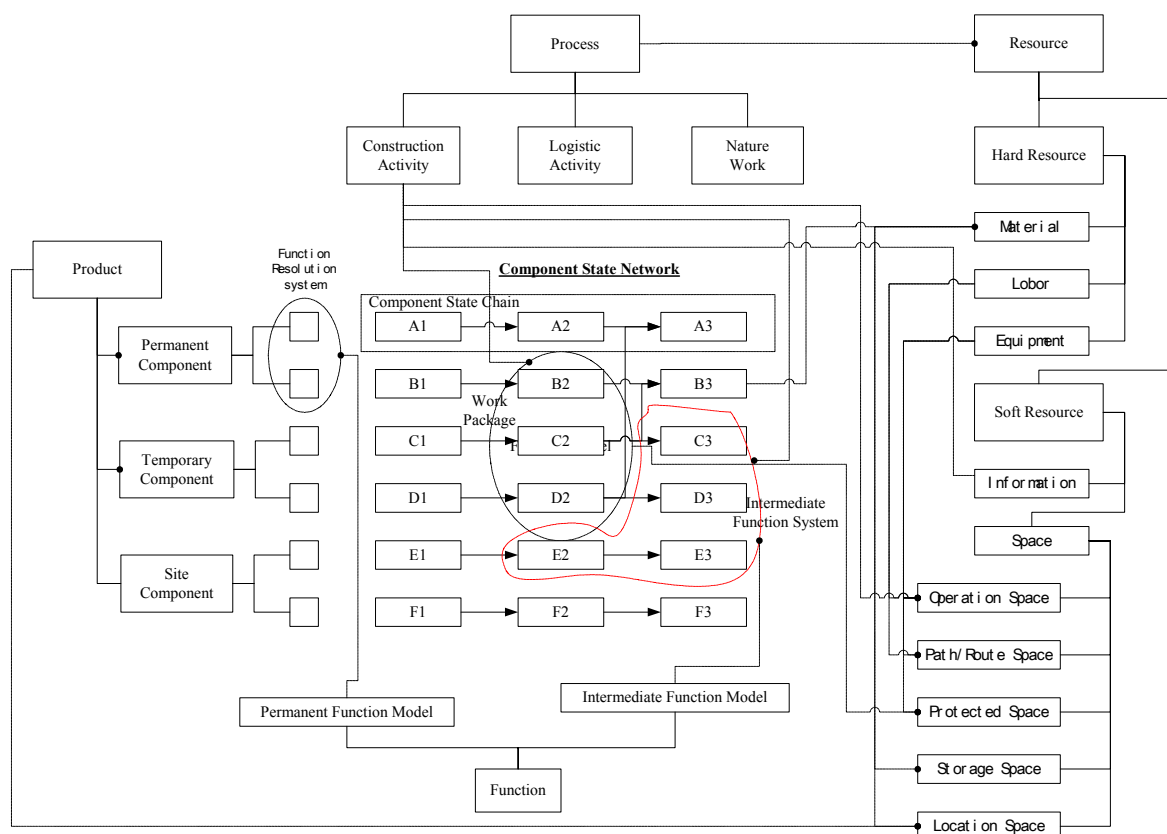 Process
Resource
Construction
Activity
Logistic
Activity
Nature
Work
Hard Resource
Material
Lobor
Equipment
Soft Resource
Information
Space
Operation Space
Path/Route Space
Protected Space
Storage Space
Location Space
Product
Function
Resolution
system
Permanent
Component
Temporary
Component
Site
Component
Component State Network
Component State Chain
A1
A2
A3
B1
B2
B3
Work
Package
C1
C2
C3
D1
D2
D3
Intermediate
Function System
E1
E2
E3
F1
F2
F3
Permanent Function Model
Intermediate Function Model
Function